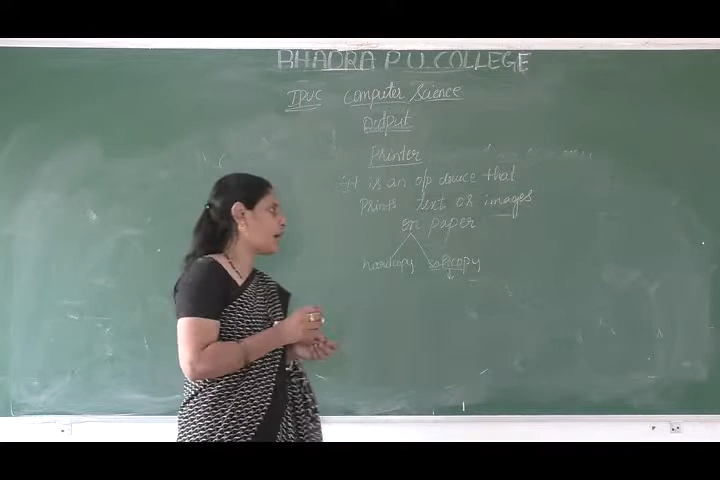 BHADRA P U COLLEGE
IPUC Computer Science
Output
Printer
It is an o/p device that
Prints text or images
on paper
hardcopy softcopy